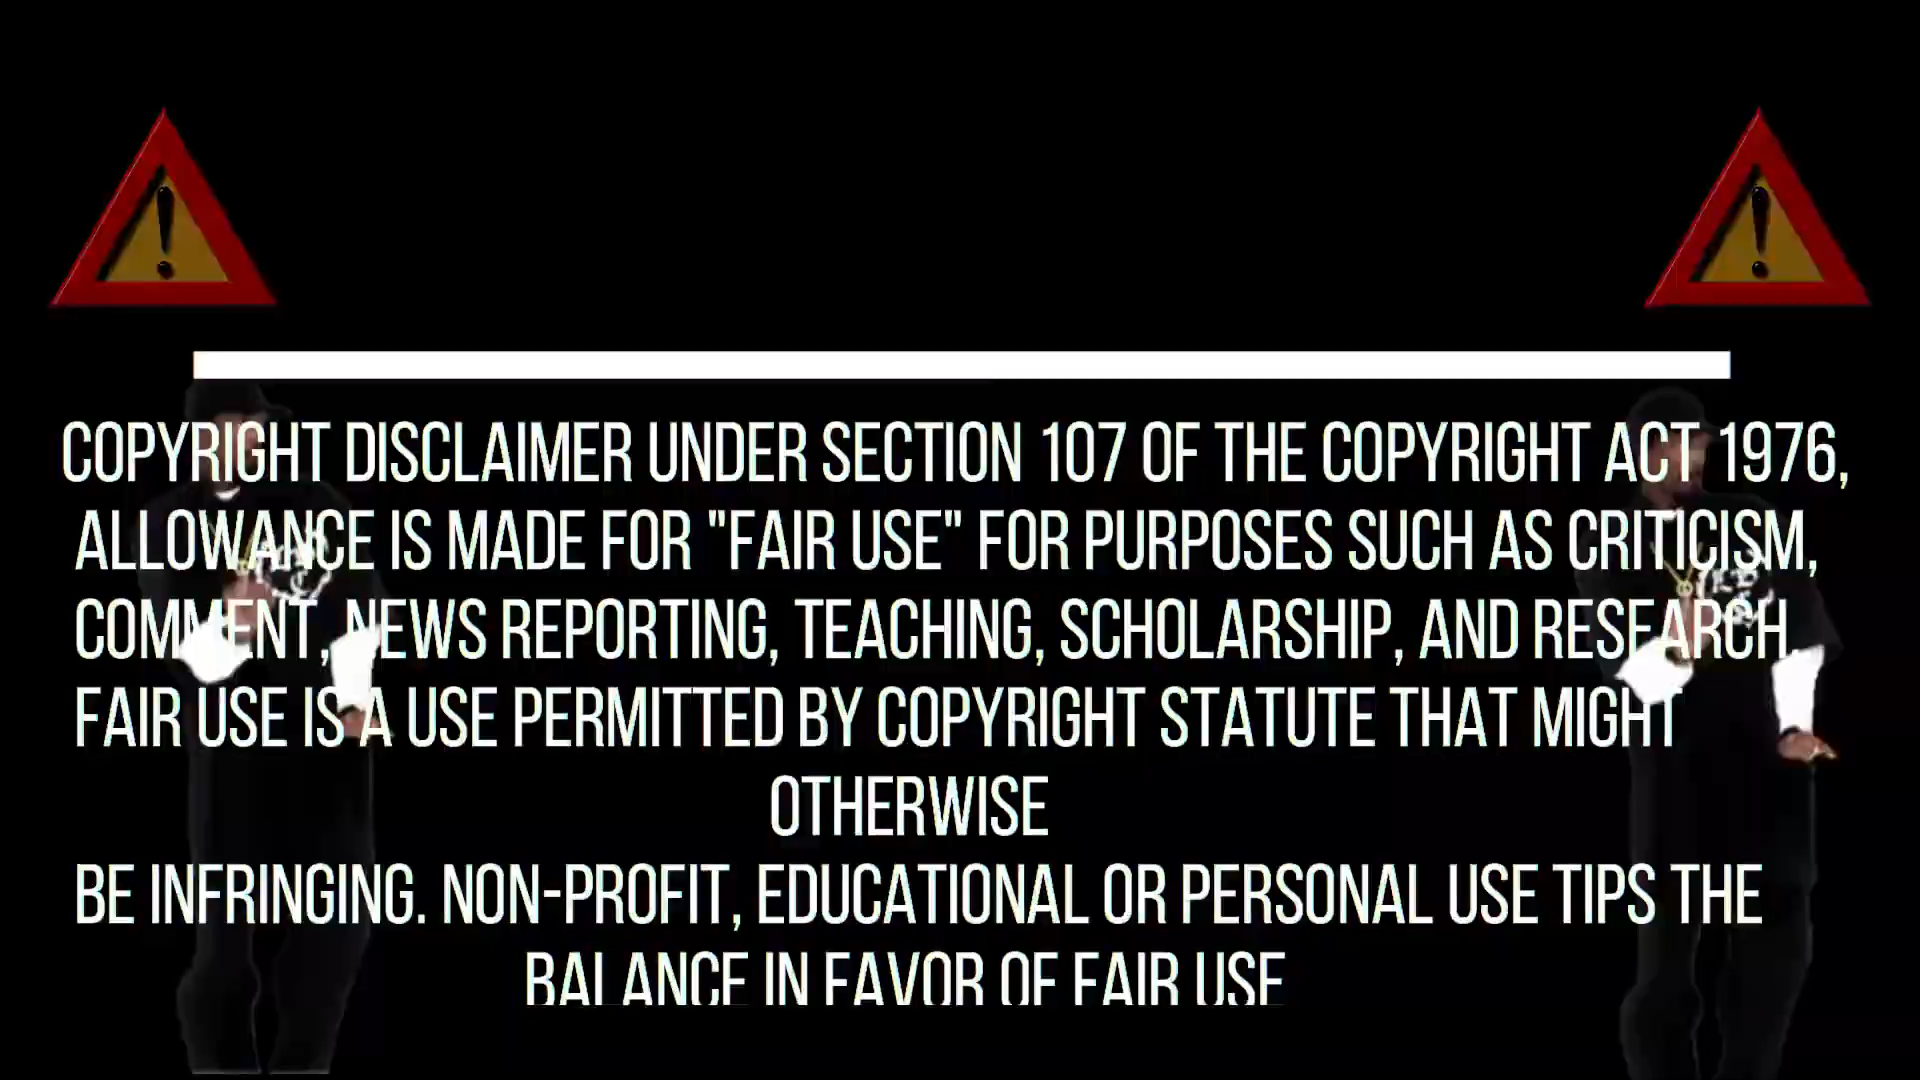 COPYRIGHT DISCLAIMER UNDER SECTION 107 OF THE COPYRIGHT ACT 1976,
ALLOWANCE IS MADE FOR "FAIR USE" FOR PURPOSES SUCH AS CRITICISM,
COMMENT, NEWS REPORTING, TEACHING, SCHOLARSHIP, AND RESEARCH.
FAIR USE IS A USE PERMITTED BY COPYRIGHT STATUTE THAT MIGHT
OTHERWISE
BE INFRINGING. NON-PROFIT, EDUCATIONAL OR PERSONAL USE TIPS THE
BALANCE IN FAVOR OF FAIR USE